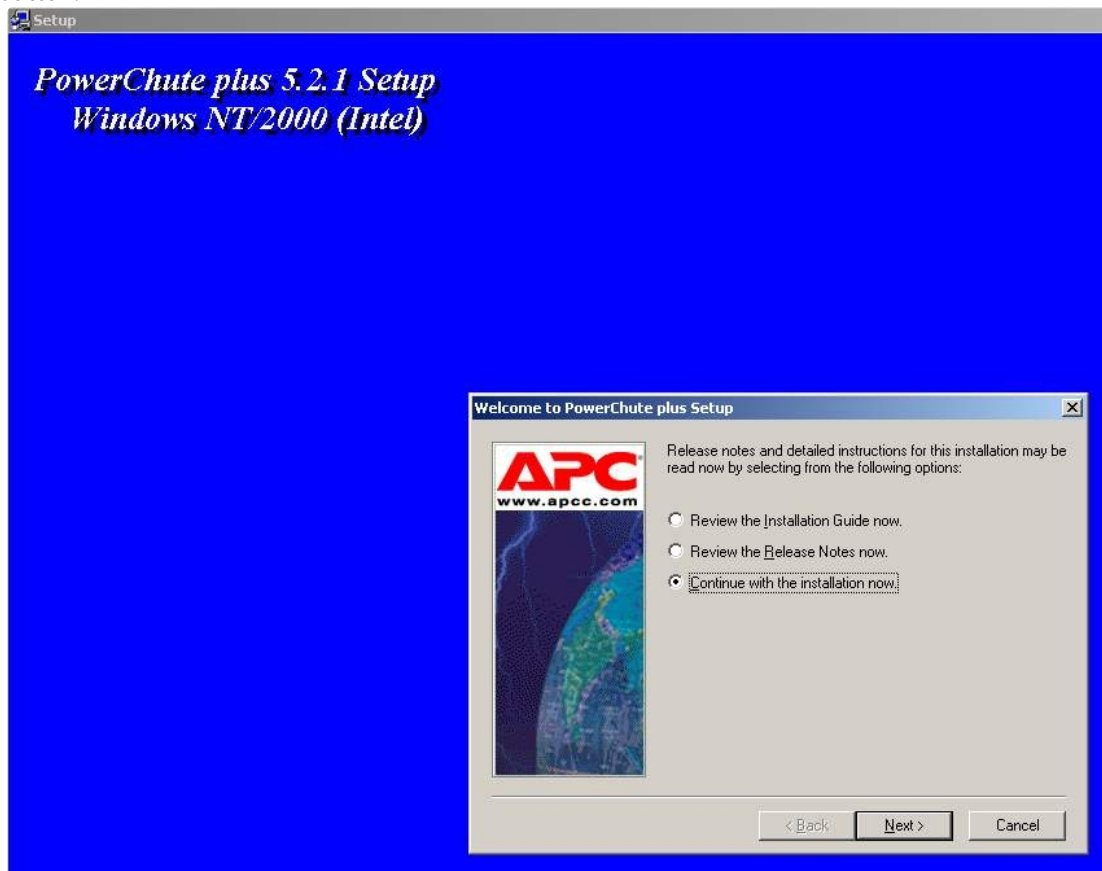 Setup
PowerChute plus 5.2.1 Setup
Windows NT/2000 (Intel)
Welcome to PowerChute plus Setup
APC
www.apcc.com
Release notes and detailed instructions for this installation may be
read now by selecting from the following options:
Review the Installation Guide now.
Review the Release Notes now.
Continue with the installation now.
< Back
Next >
Cancel